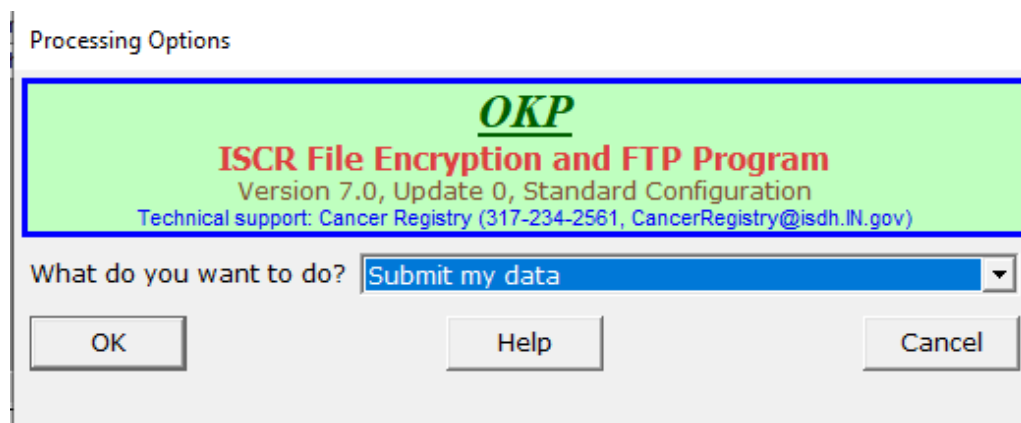 Processing Options
OKP
ISCR File Encryption and FTP Program
Version 7.0, Update 0, Standard Configuration
Technical support: Cancer Registry (317-234-2561, CancerRegistry@isdh.IN.gov)
What do you want to do? Submit my data
OK Help Cancel